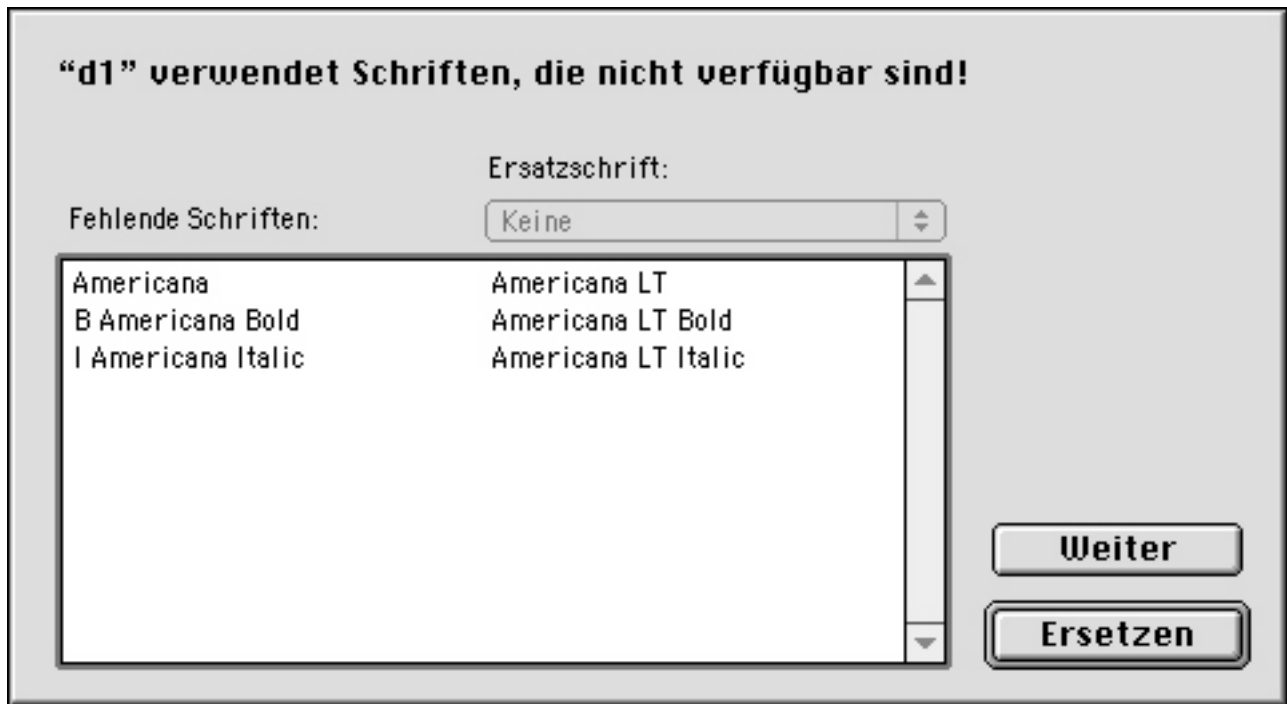 “d1” verwendet Schriften, die nicht verfügbar sind!
Ersatzschrift:
Fehlende Schriften: Keine
Americana Americana LT
B Americana Bold Americana LT Bold
I Americana Italic Americana LT Italic
Weiter
Ersetzen